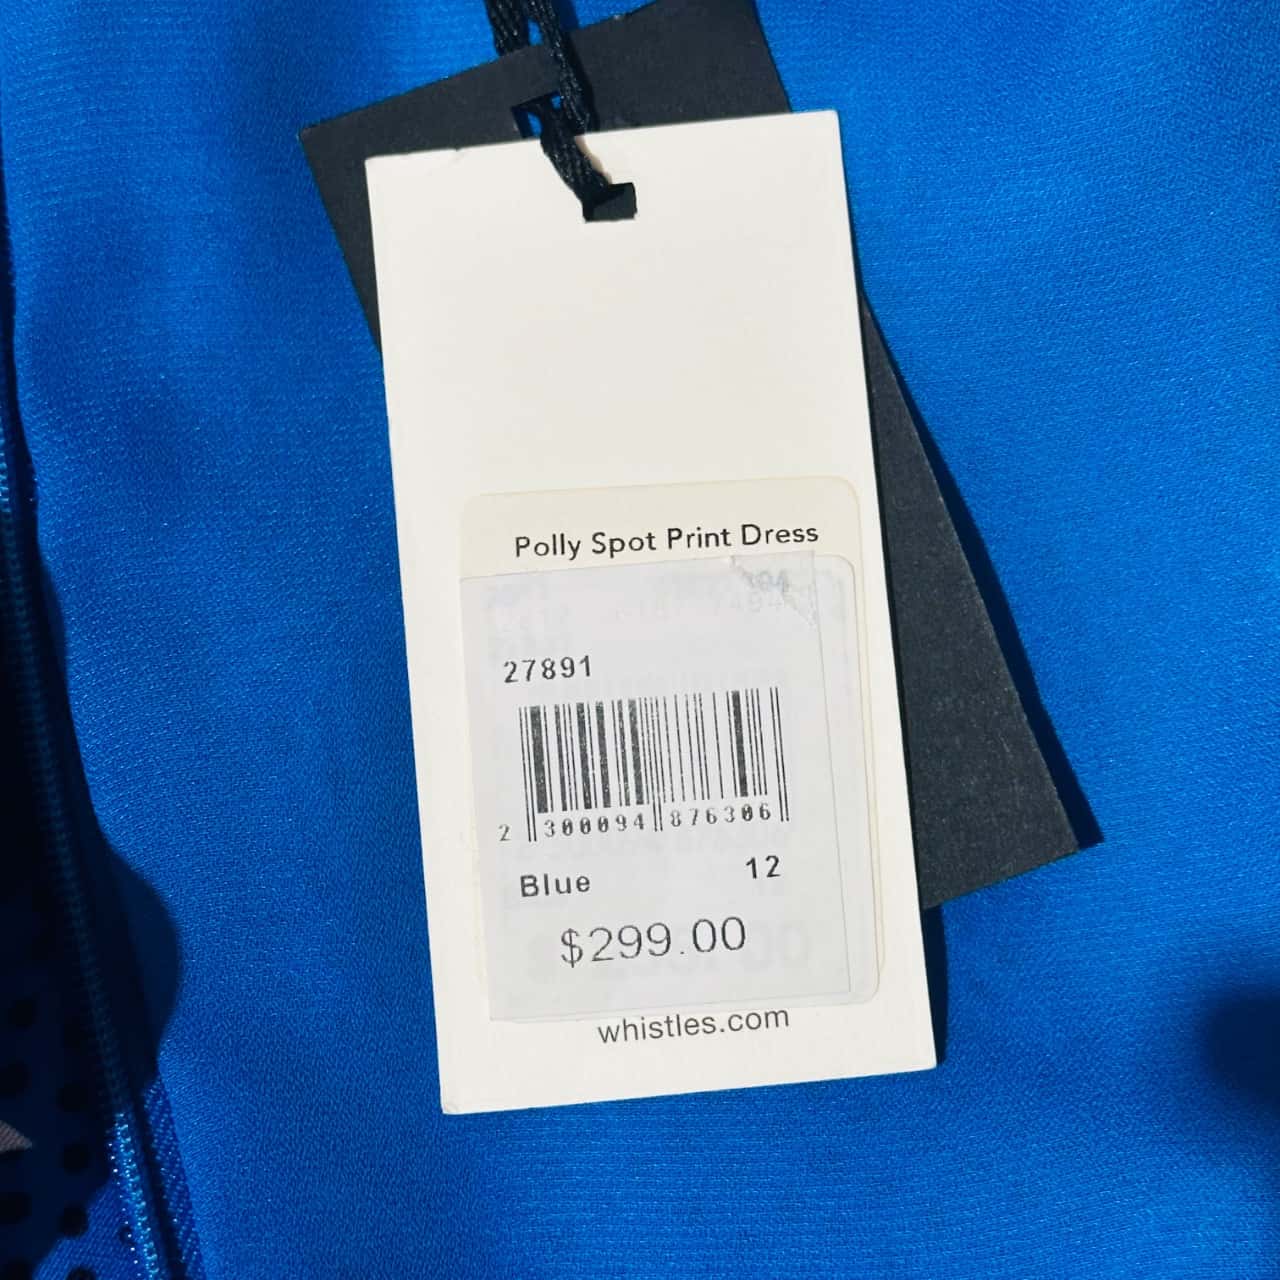 Polly Spot Print Dress
27891
2 300094 876306
Blue 12
$299.00
whistles.com